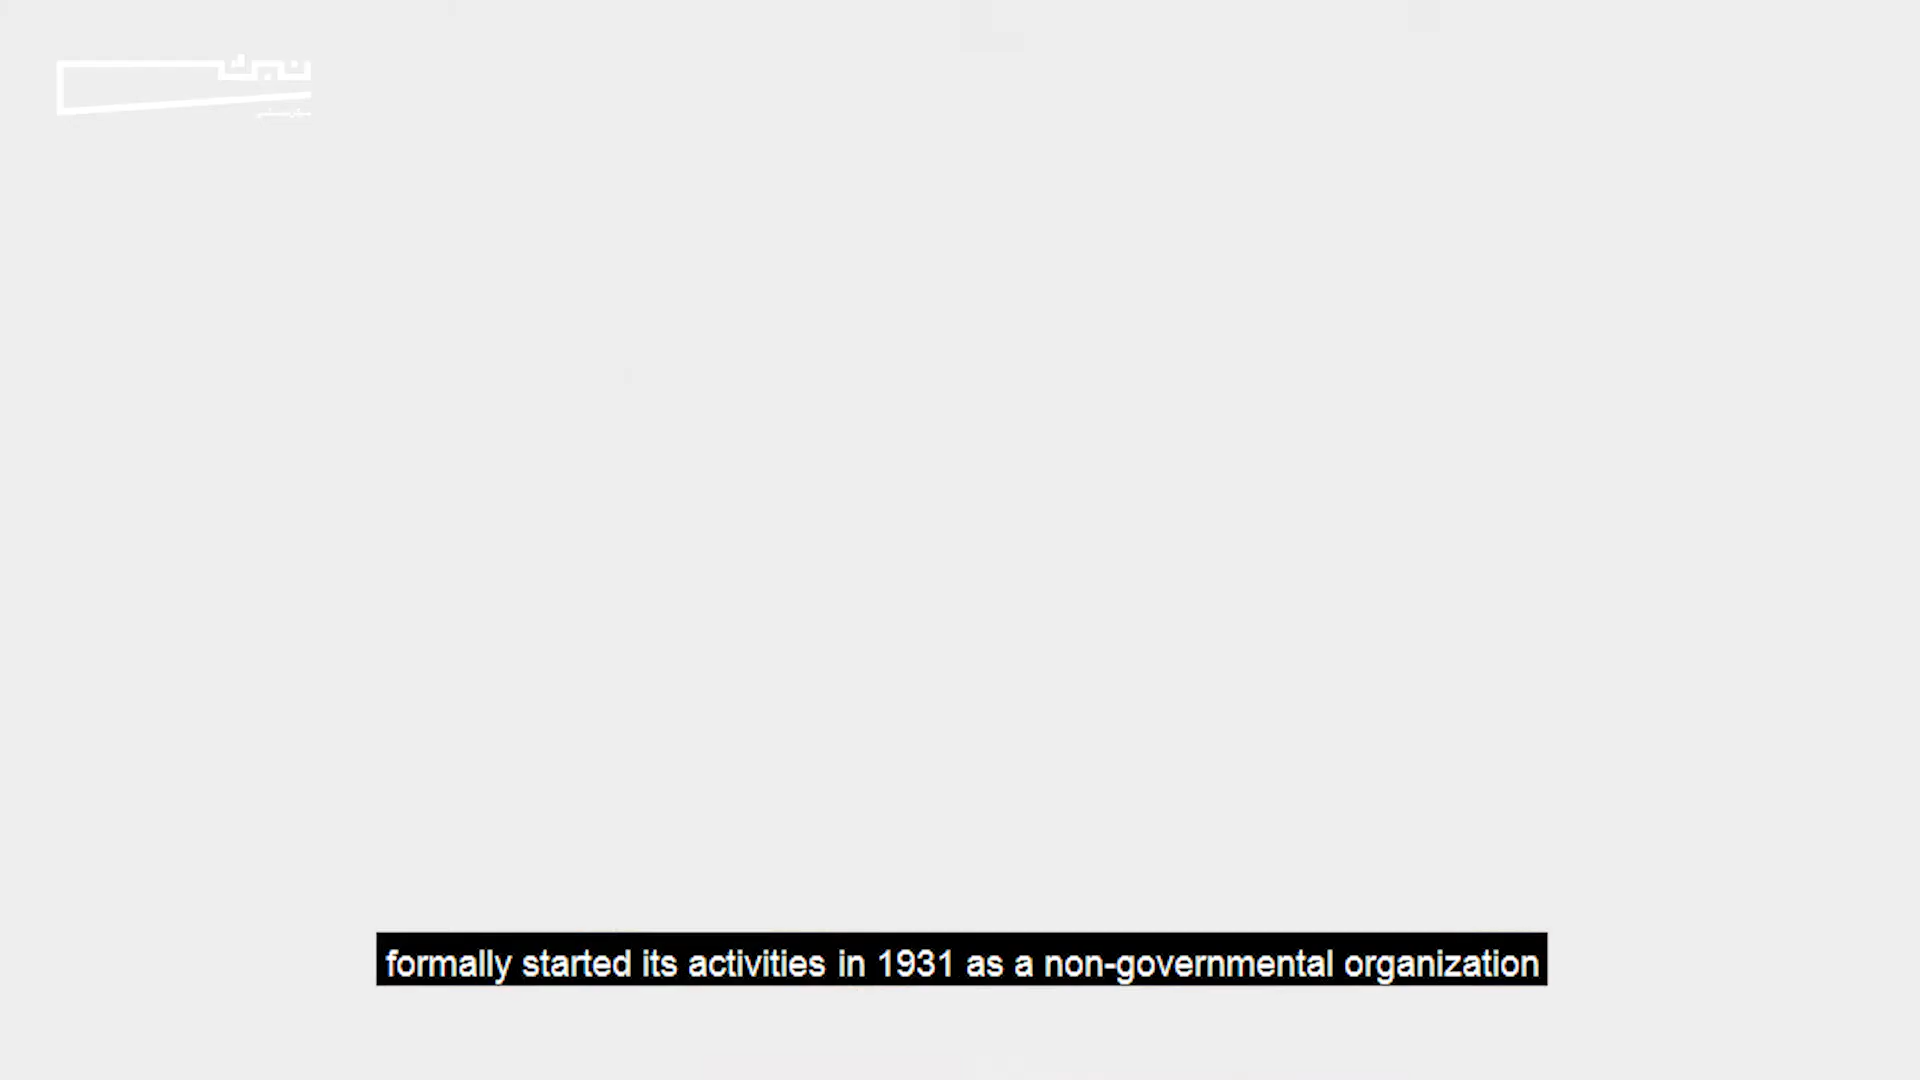 formally started its activities in 1931 as a non-governmental organization